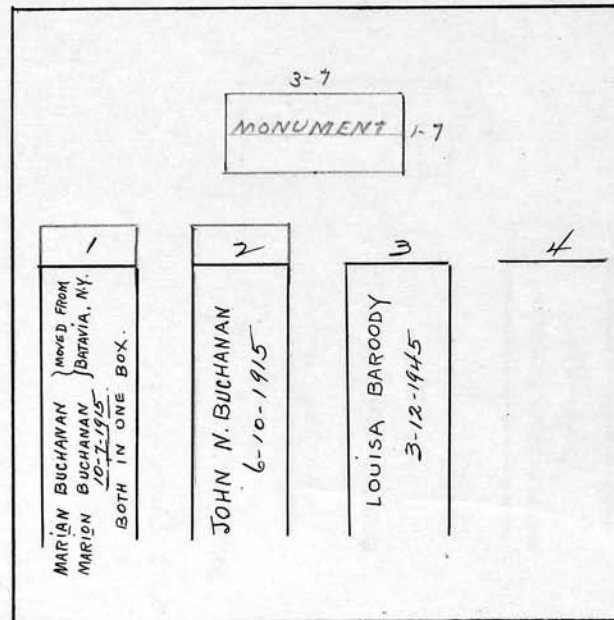 3-7
MONUMENT 1-7
1
2
3
4
MARIAN BUCHANAN } MOVED FROM
MARION BUCHANAN } BATAVIA, N.Y.
10-7-1915
BOTH IN ONE BOX.
JOHN N. BUCHANAN
6-10-1915
LOUISA BAROODY
3-12-1945